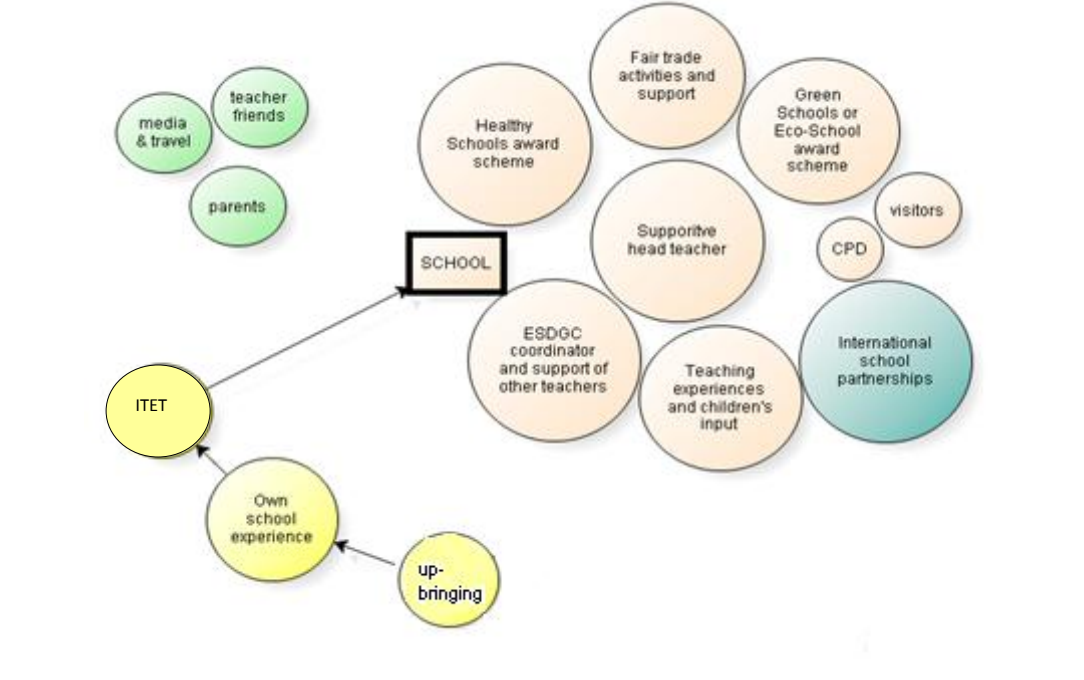 Fair trade
activities and
support
teacher
friends
media
& travel
Healthy
Schools award
scheme
Green
Schools or
Eco-School
award
scheme
parents
visitors
Supporitve
head teacher
CPD
SCHOOL
ESDGC
coordinator
and support of
other teachers
International
school
partnerships
Teaching
experiences
and children's
input
ITET
Own
school
experience
up-
bringing